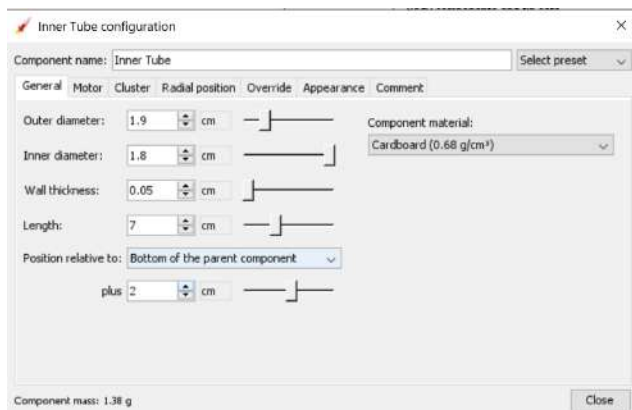 Inner Tube configuration
Component name: Inner Tube Select preset
General Motor Cluster Radial position Override Appearance Comment
Outer diameter: 1.9 cm
Component material:
Inner diameter: 1.8 cm
Cardboard (0.68 g/cm³)
Wall thickness: 0.05 cm
Length: 7 cm
Position relative to: Bottom of the parent component
plus 2 cm
Component mass: 1.38 g Close